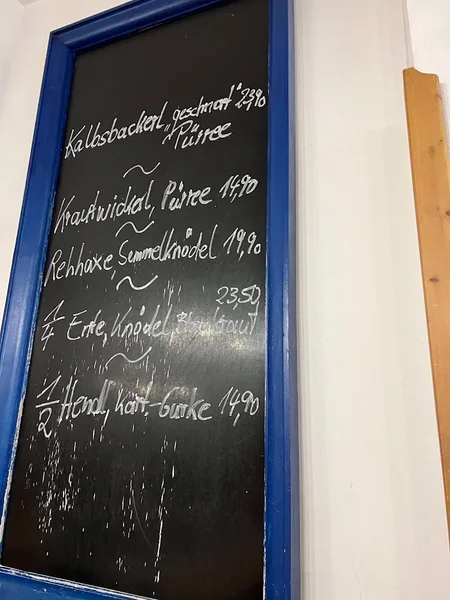 Kalbsbackerl „geschmort“ 23,90
Püree
~
Krautwickerl, Püree 14,90
~
Rehhaxe, Semmelknödel 19,90
~
23,50
1/4 Ente, Knödel, Blaukraut
~
1/2 Hendl, Kart.-Gurke 14,90